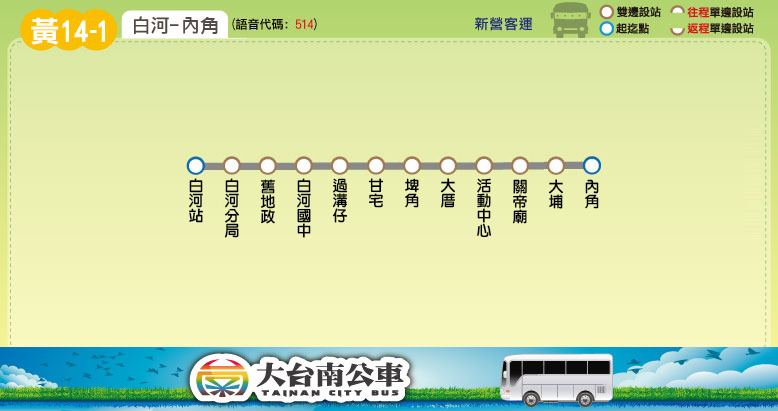 黃14-1
白河-內角
(語音代碼: 514)
新營客運
雙邊設站
往程單邊設站
起迄點
返程單邊設站
白河站
白河分局
舊地政
白河國中
過溝仔
甘宅
埤角
大厝
活動中心
關帝廟
大埔
內角
大台南公車
TAINAN CITY BUS